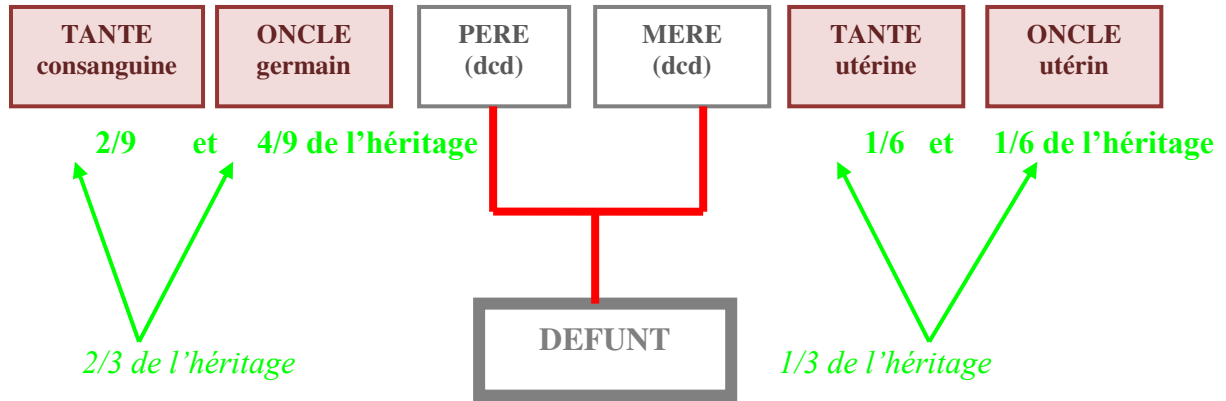 TANTE
consanguine
ONCLE
germain
PERE
(dcd)
MERE
(dcd)
TANTE
utérine
ONCLE
utérin
2/9 et 4/9 de l’héritage
1/6 et 1/6 de l’héritage
DEFUNT
2/3 de l’héritage
1/3 de l’héritage